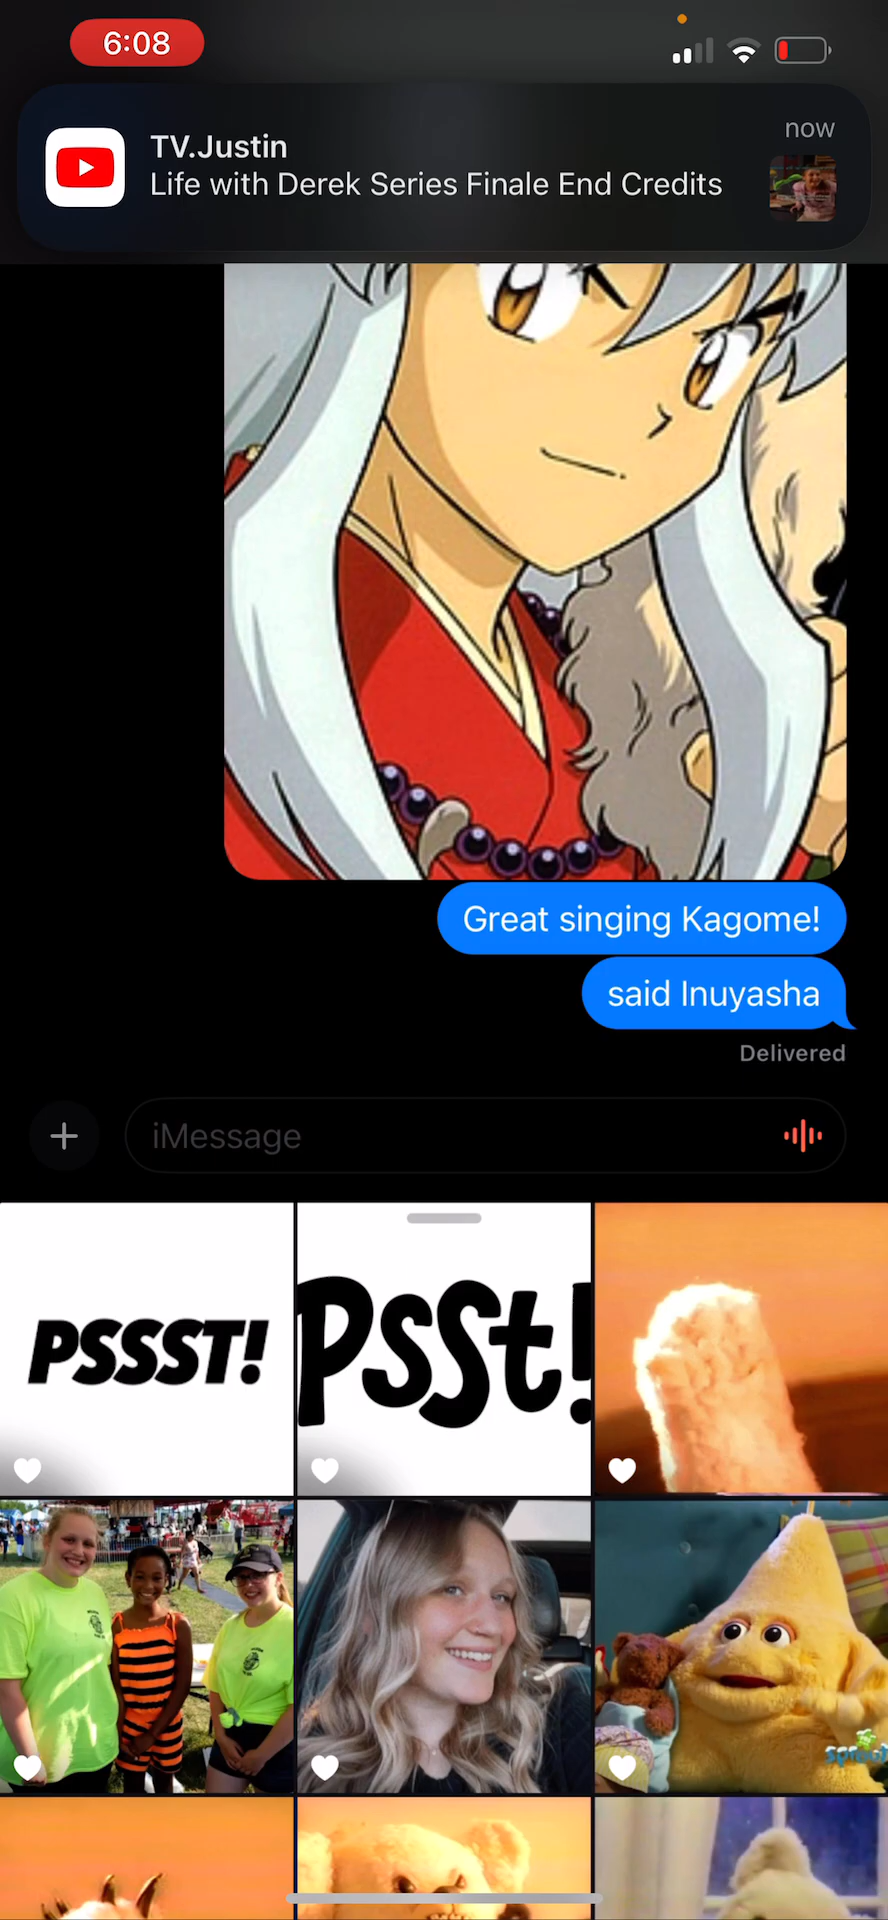 6:08
TV.Justin
now
Life with Derek Series Finale End Credits
Great singing Kagome!
said Inuyasha
Delivered
iMessage
PSSST!
PsSt!
sprout